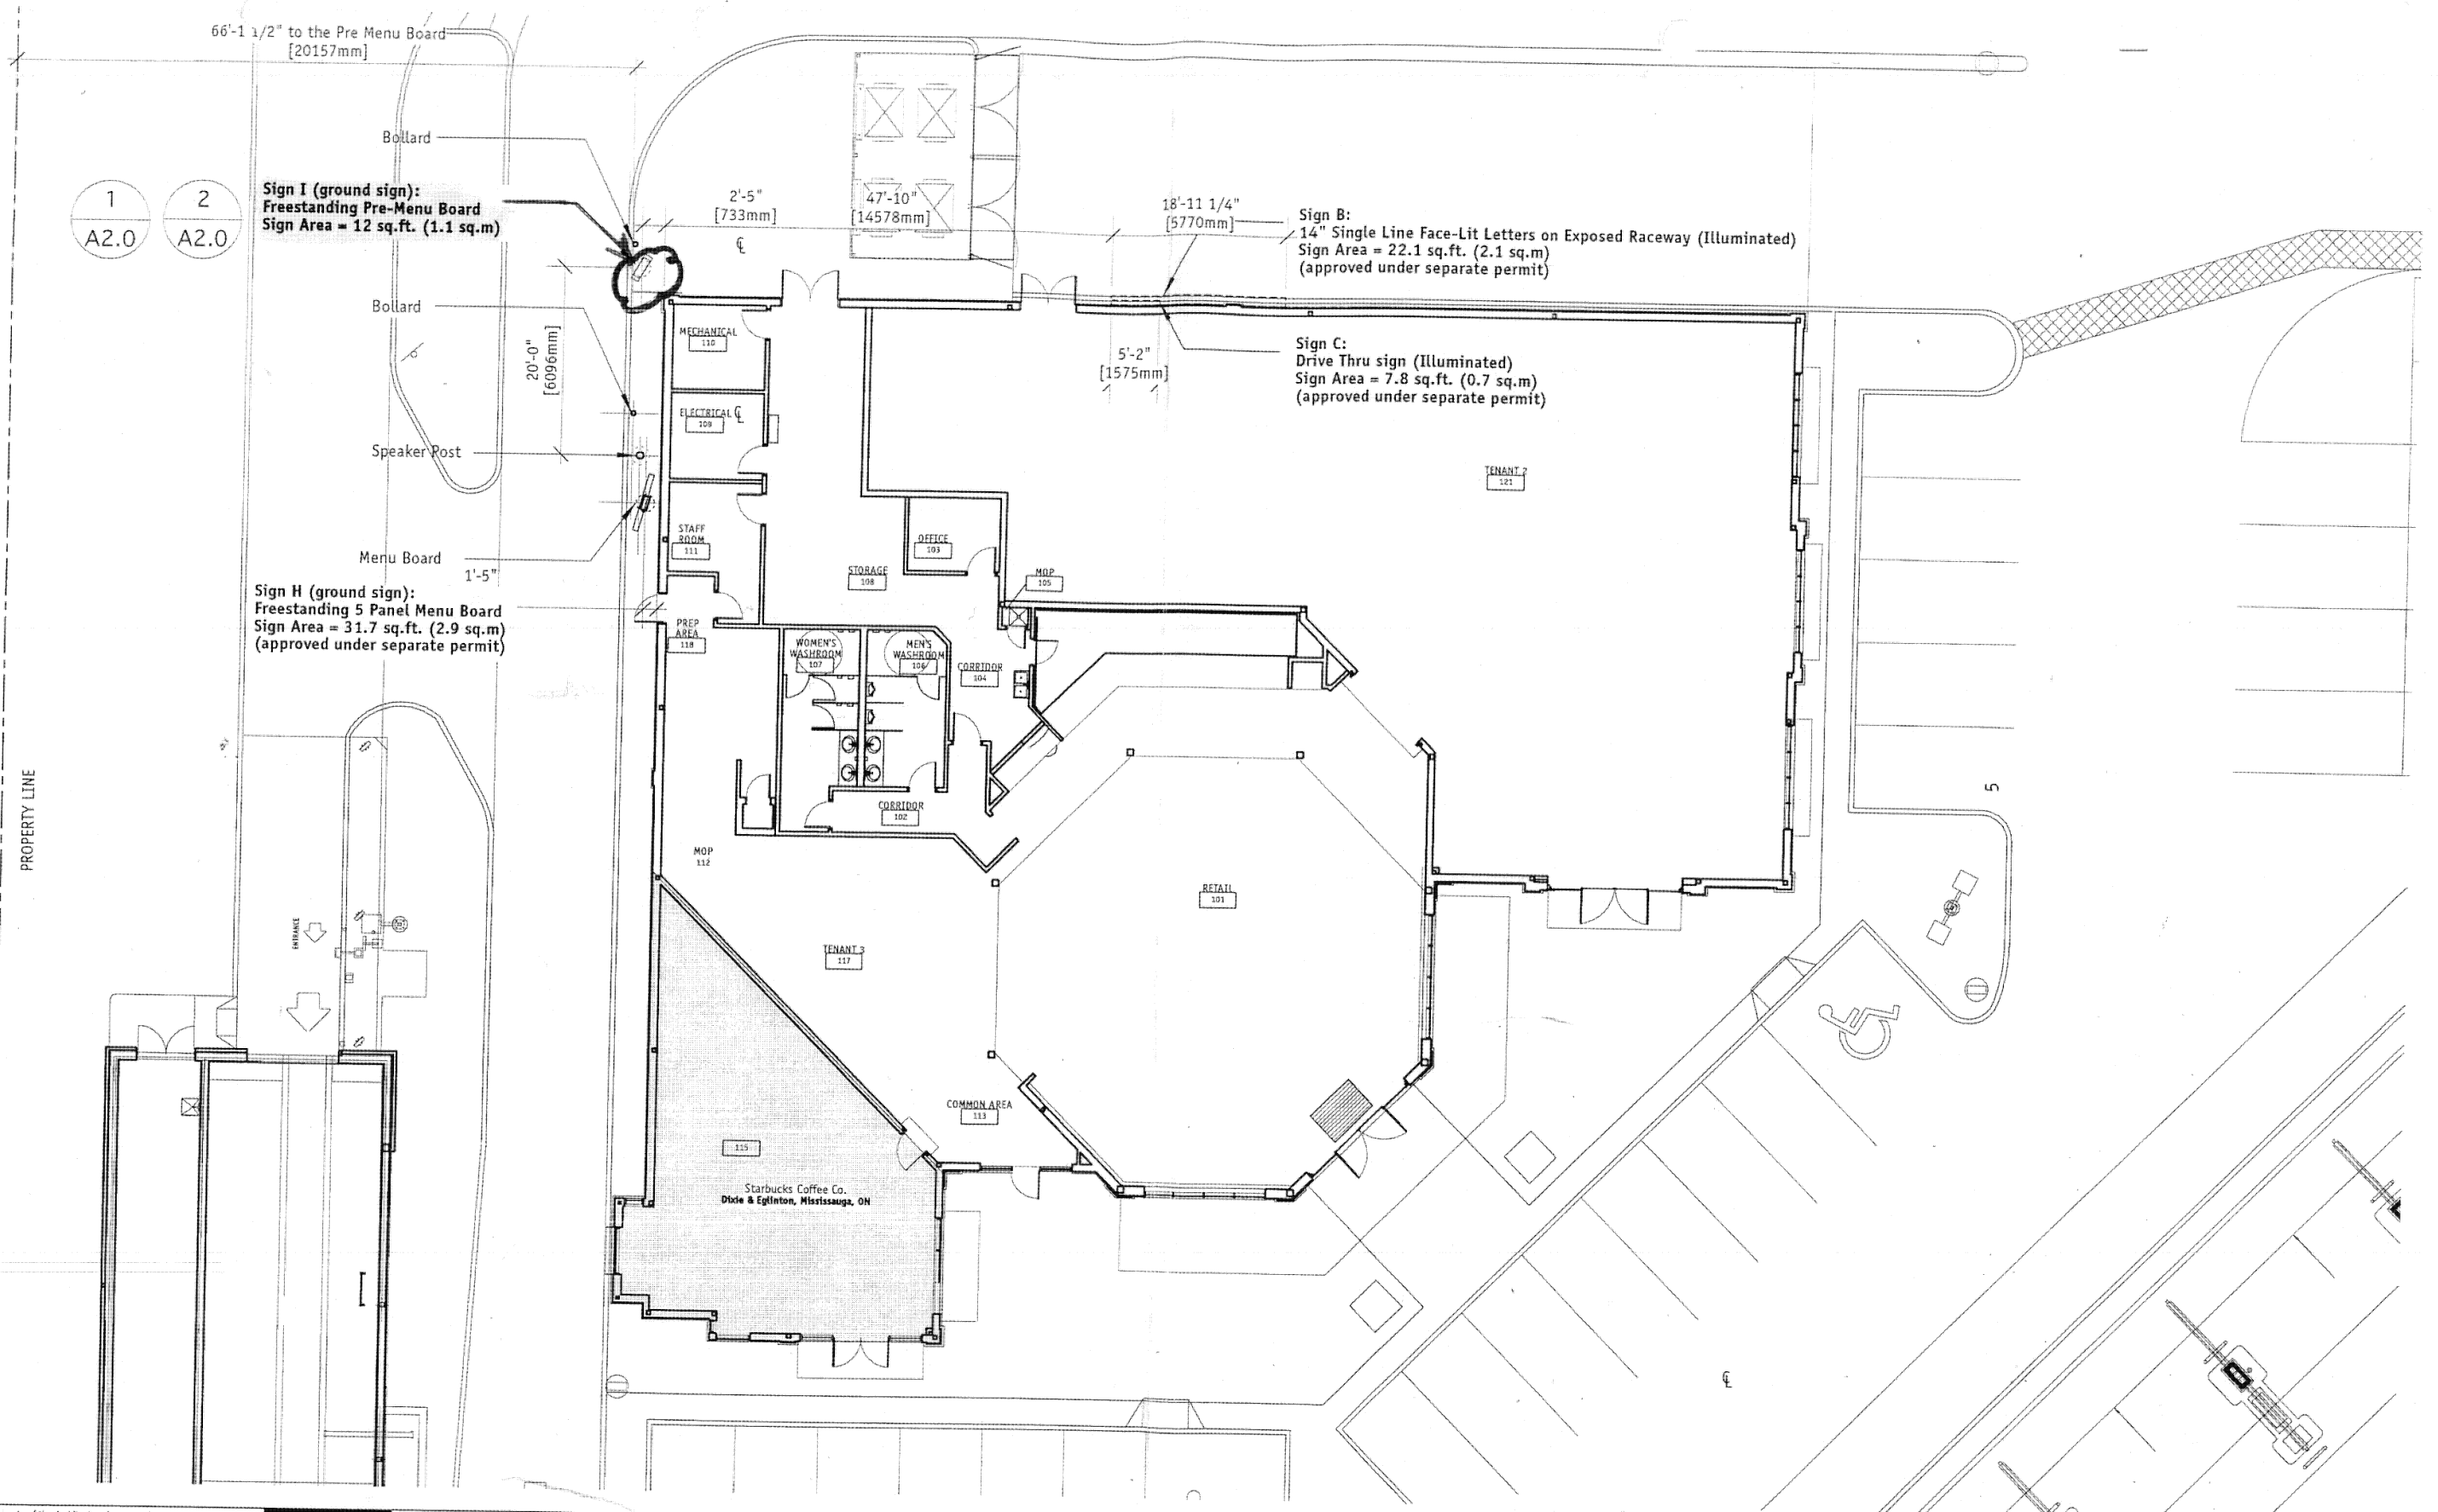 66'-1 1/2" to the Pre Menu Board
[20157mm]
Bollard
1
A2.0
2
A2.0
Sign I (ground sign):
Freestanding Pre-Menu Board
Sign Area = 12 sq.ft. (1.1 sq.m)
2'-5"
[733mm]
47'-10"
[14578mm]
18'-11 1/4"
[5770mm]
Sign B:
14" Single Line Face-Lit Letters on Exposed Raceway (Illuminated)
Sign Area = 22.1 sq.ft. (2.1 sq.m)
(approved under separate permit)
Bollard
20'-0"
[6096mm]
MECHANICAL
110
5'-2"
[1575mm]
Sign C:
Drive Thru sign (Illuminated)
Sign Area = 7.8 sq.ft. (0.7 sq.m)
(approved under separate permit)
ELECTRICAL
109
Speaker Post
TENANT 2
121
STAFF
ROOM
111
OFFICE
103
Menu Board
1'-5"
STORAGE
108
MOP
105
Sign H (ground sign):
Freestanding 5 Panel Menu Board
Sign Area = 31.7 sq.ft. (2.9 sq.m)
(approved under separate permit)
PREP
AREA
118
WOMEN'S
WASHROOM
107
MEN'S
WASHROOM
106
CORRIDOR
104
PROPERTY LINE
CORRIDOR
102
5
MOP
112
RETAIL
101
ENTRANCE
TENANT 3
117
COMMON AREA
113
115
Starbucks Coffee Co.
Dixie & Eglinton, Mississauga, ON